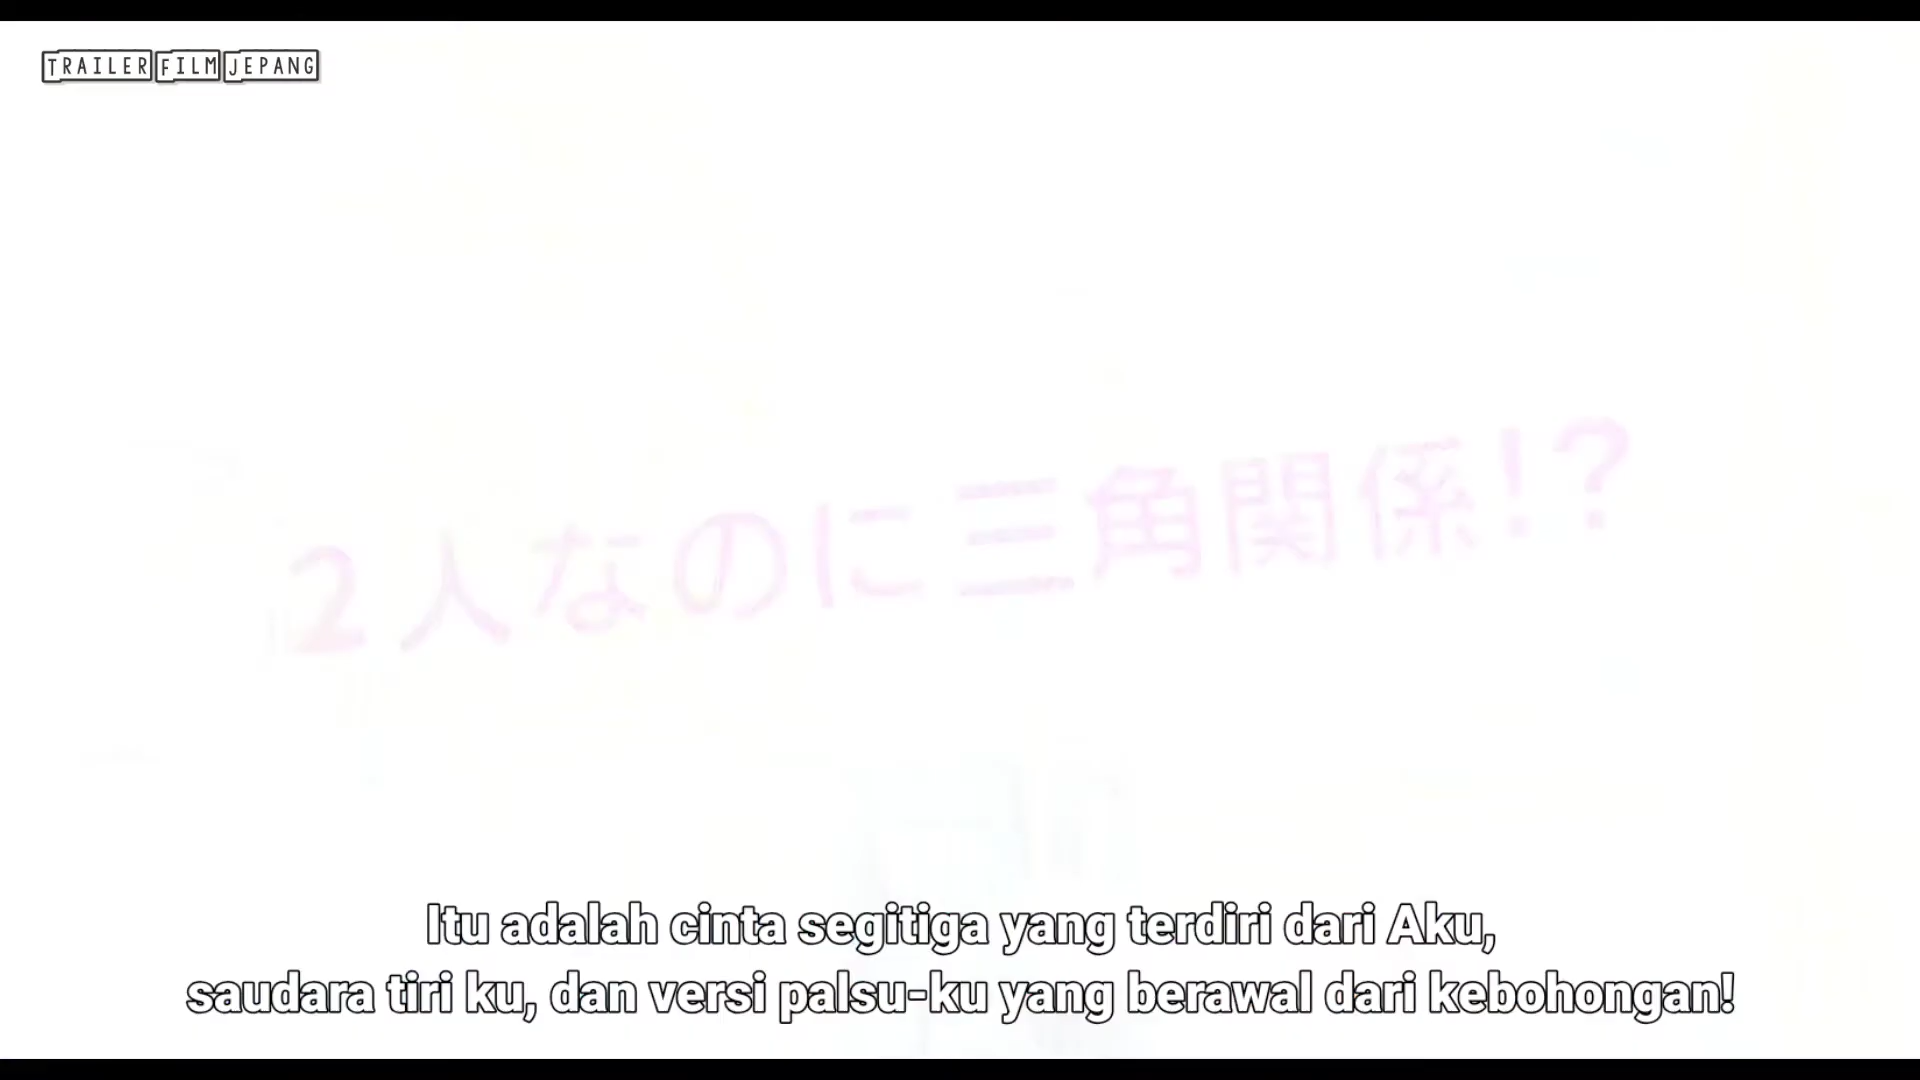 TRAILER FILM JEPANG
2人なのに三角関係!?
Itu adalah cinta segitiga yang terdiri dari Aku,
saudara tiri ku, dan versi palsu-ku yang berawal dari kebohongan!